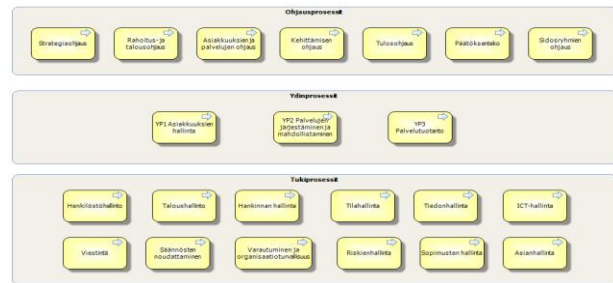 Ohjausprosessit
Strategiaohjaus
Rahoitus- ja
talousohjaus
Asiakkuuksien ja
palvelujen ohjaus
Kehittämisen
ohjaus
Tulosohjaus
Päätöksenteko
Sidosryhmien
ohjaus
Ydinprosessit
YP1 Asiakkuuksien
hallinta
YP2 Palvelujen
järjestäminen ja
mahdollistaminen
YP3
Palvelutuotanto
Tukiprosessit
Henkilöstöhallinto
Taloushallinto
Hankinnan hallinta
Tilahallinta
Tiedonhallinta
ICT-hallinta
Viestintä
Säännösten
noudattaminen
Varautuminen ja
organisaatioturvallisuus
Riskienhallinta
Sopimusten hallinta
Asianhallinta